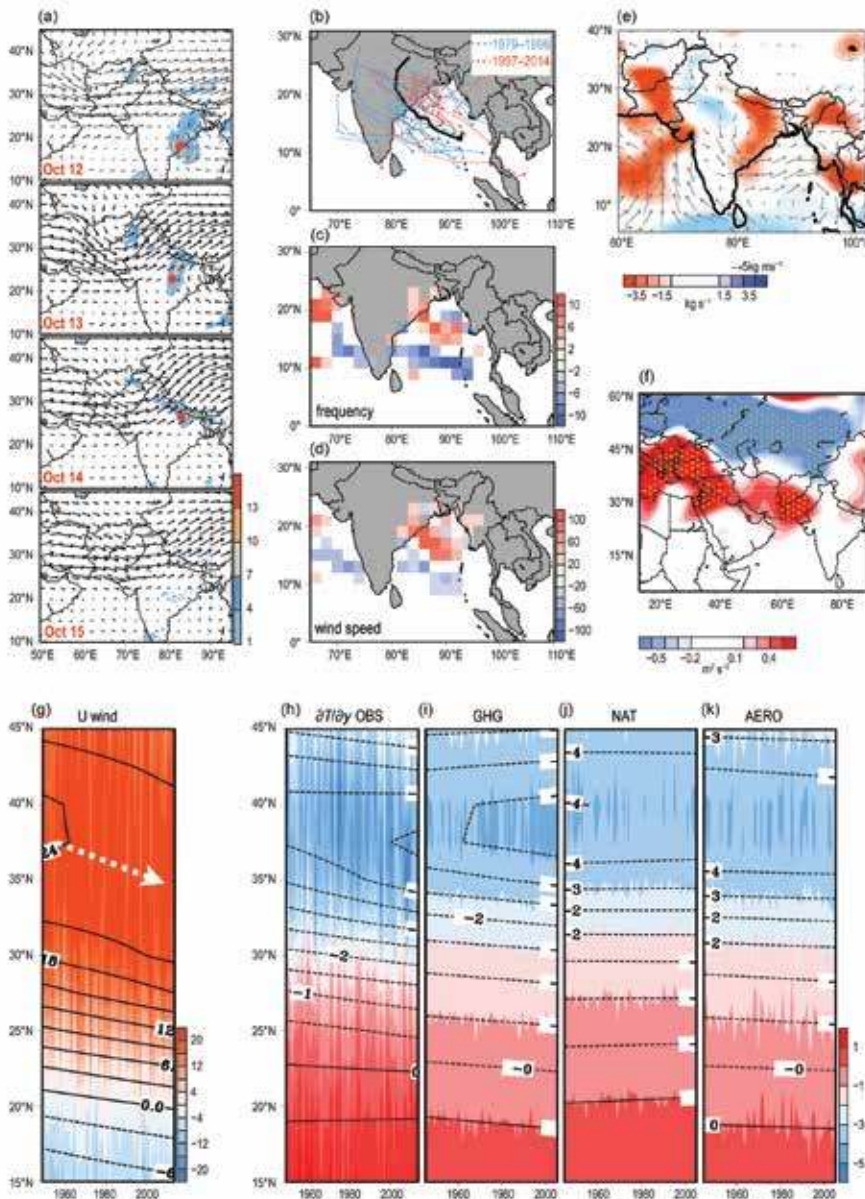 (a)
40°N
30°N
20°N
10°N
Oct 12
40°N
30°N
20°N
10°N
Oct 13
40°N
30°N
20°N
10°N
Oct 14
40°N
30°N
20°N
10°N
Oct 15
50°E 60°E 70°E 80°E 90°E
13
10
7
4
1
(b)
1979–1996
1997–2014
30°N
20°N
10°N
0°
70°E 80°E 90°E 100°E 110°E
(c)
30°N
20°N
10°N
0°
frequency
70°E 80°E 90°E 100°E 110°E
10
6
2
−2
−6
−10
(d)
30°N
20°N
10°N
0°
wind speed
70°E 80°E 90°E 100°E 110°E
100
60
20
−20
−60
−100
(e)
40°N
30°N
20°N
10°N
60°E 80°E 100°E
→5kg ms⁻¹
−3.5 −1.5 1.5 3.5
kg s⁻¹
(f)
60°N
45°N
30°N
15°N
20°E 40°E 60°E 80°E
−0.5 −0.2 0.1 0.4
m² s⁻¹
(g)
U wind
45°N
40°N
35°N
30°N
25°N
20°N
15°N
24
18
12
6.
0.0
−6
1960 1980 2000
20
12
4
−4
−12
−20
(h) ∂T/∂y OBS
45°N
40°N
35°N
30°N
25°N
20°N
15°N
−2
−1
0
1960 1980 2000
(i) GHG
−2
−0
1960 1980 2000
(j) NAT
−4
−4
−4
−3
−2
−2
1960 1980 2000
(k) AERO
−3
−4
−3
−2
−2
−0
0
1960 1980 2000
1
−1
−3
−5